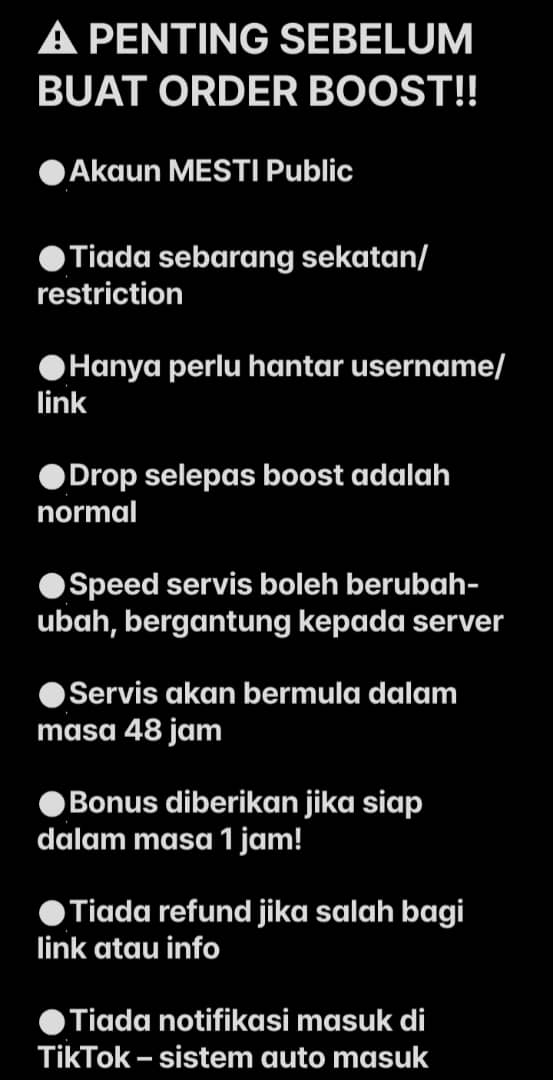 ⚠ PENTING SEBELUM
BUAT ORDER BOOST!!
●Akaun MESTI Public
●Tiada sebarang sekatan/
restriction
●Hanya perlu hantar username/
link
●Drop selepas boost adalah
normal
●Speed servis boleh berubah-
ubah, bergantung kepada server
●Servis akan bermula dalam
masa 48 jam
●Bonus diberikan jika siap
dalam masa 1 jam!
●Tiada refund jika salah bagi
link atau info
●Tiada notifikasi masuk di
TikTok – sistem auto masuk